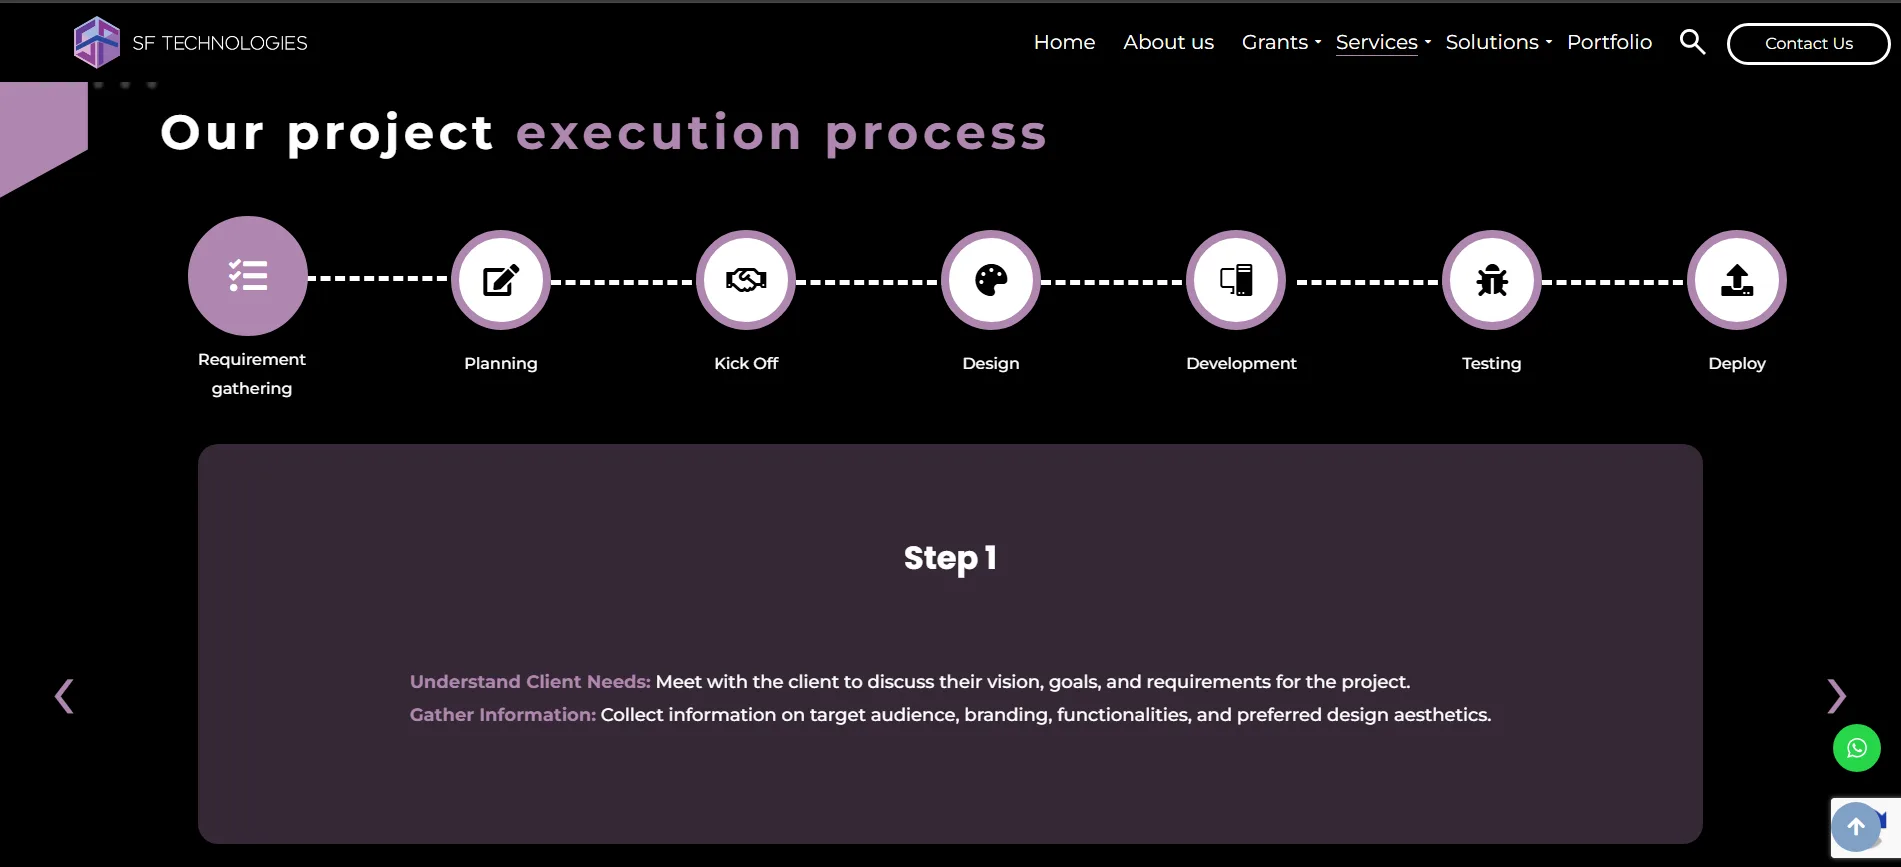 SF TECHNOLOGIES
Home About us Grants Services Solutions Portfolio Contact Us
Our project execution process
Requirement
gathering
Planning
Kick Off
Design
Development
Testing
Deploy
Step 1
Understand Client Needs: Meet with the client to discuss their vision, goals, and requirements for the project.
Gather Information: Collect information on target audience, branding, functionalities, and preferred design aesthetics.